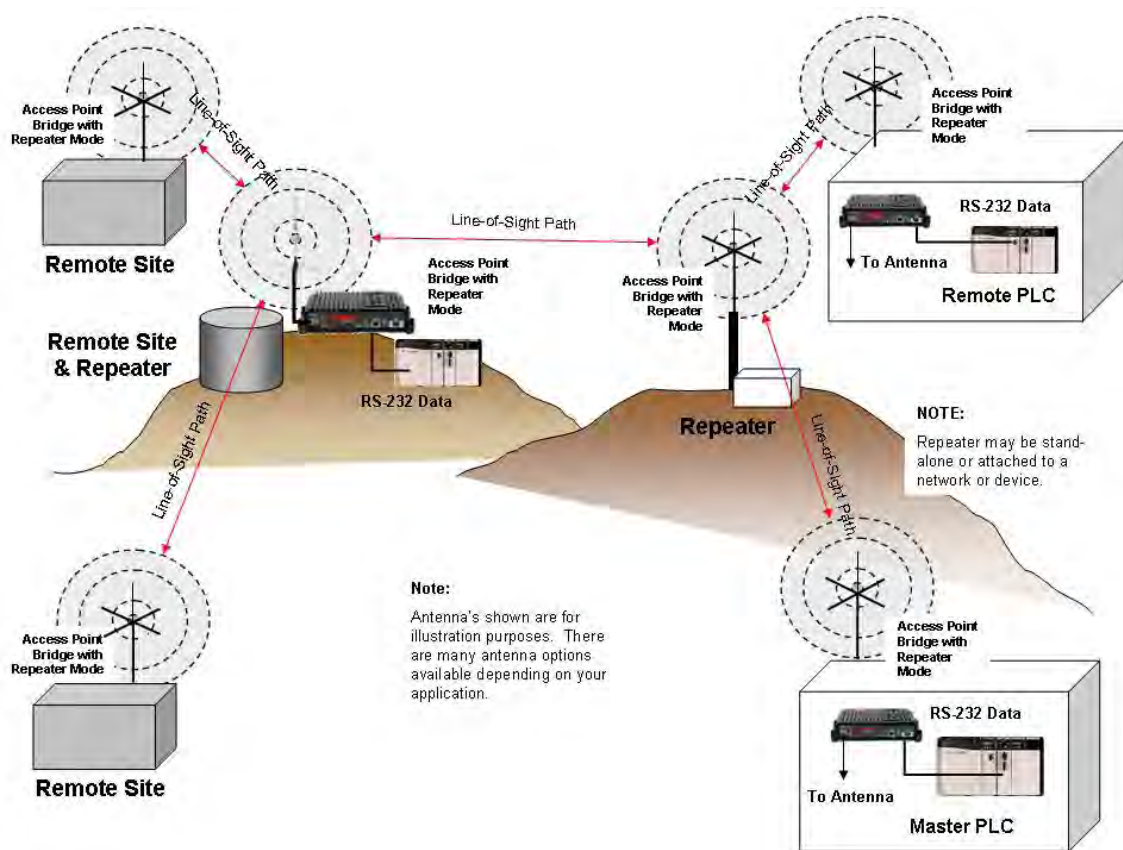 Access Point
Bridge with
Repeater Mode
Line-of-Sight Path
Remote Site
Line-of-Sight Path
Access Point
Bridge with
Repeater
Mode
Remote Site
& Repeater
RS-232 Data
Line-of-Sight Path
Access Point
Bridge with
Repeater Mode
Remote Site
Line-of-Sight Path
Access Point
Bridge with
Repeater
Mode
RS-232 Data
To Antenna
Remote PLC
Access Point
Bridge with
Repeater
Mode
Repeater
Line-of-Sight Path
NOTE:
Repeater may be stand-
alone or attached to a
network or device.
Note:
Antenna's shown are for
illustration purposes. There
are many antenna options
available depending on your
application.
Access Point
Bridge with
Repeater
Mode
RS-232 Data
To Antenna
Master PLC